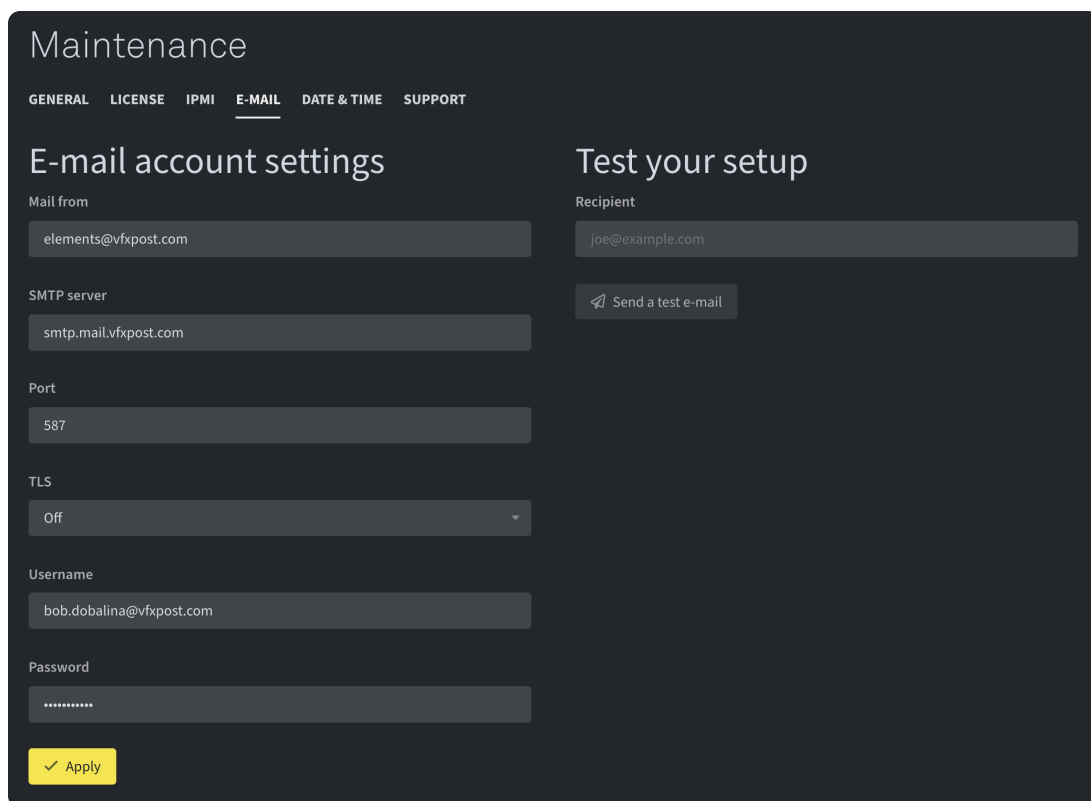 Maintenance
GENERAL LICENSE IPMI E-MAIL DATE & TIME SUPPORT
E-mail account settings
Mail from
elements@vfxpost.com
SMTP server
smtp.mail.vfxpost.com
Port
587
TLS
Off
Username
bob.dobalina@vfxpost.com
Password
•••••••••••
Apply
Test your setup
Recipient
joe@example.com
Send a test e-mail